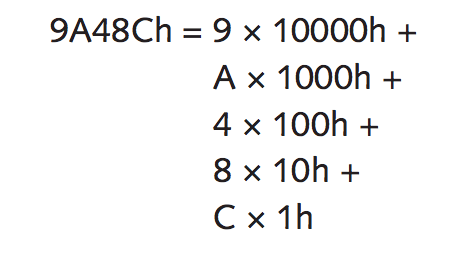 9A48Ch = 9 × 10000h +
A × 1000h +
4 × 100h +
8 × 10h +
C × 1h